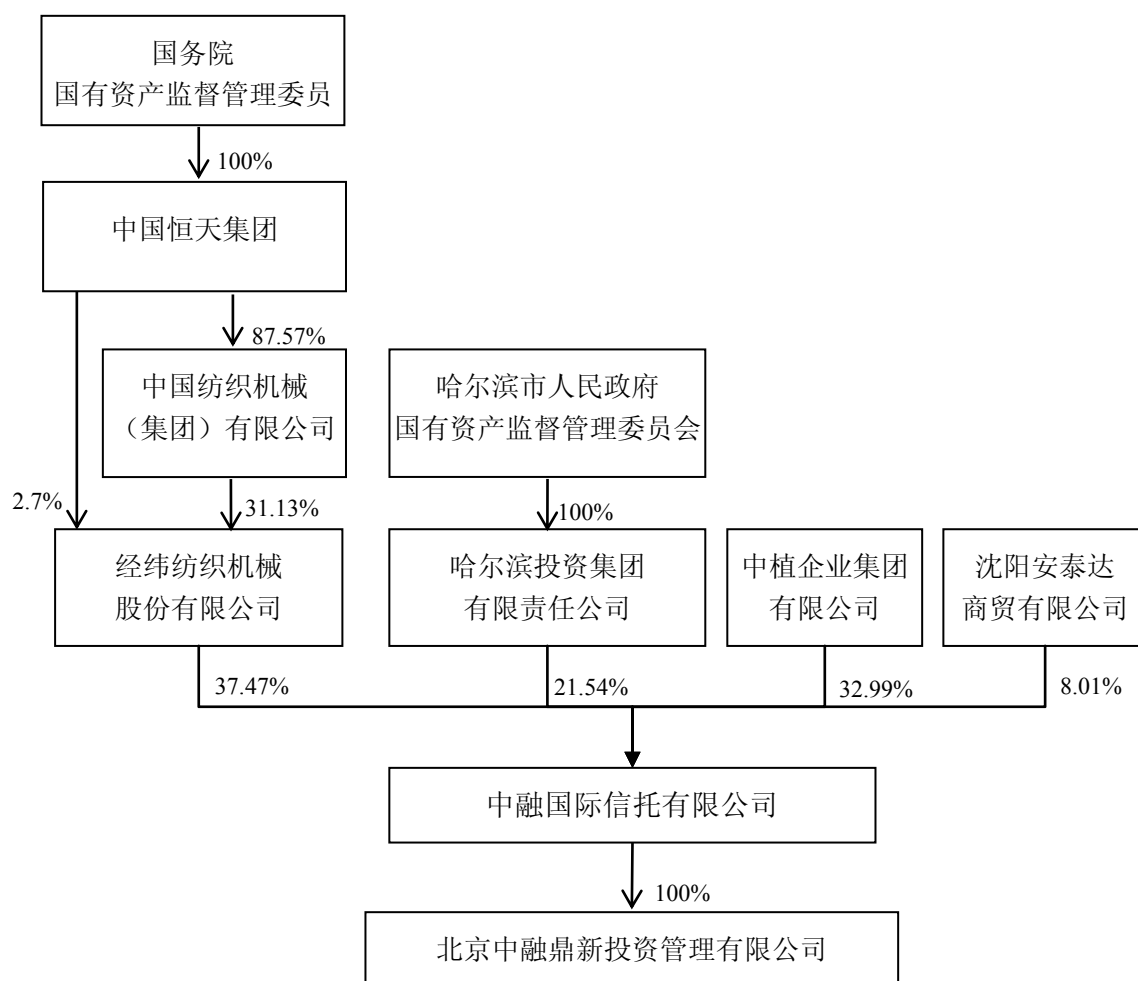 国务院
国有资产监督管理委员
100%
中国恒天集团
87.57%
中国纺织机械
（集团）有限公司
哈尔滨市人民政府
国有资产监督管理委员会
2.7%
31.13%
100%
经纬纺织机械
股份有限公司
哈尔滨投资集团
有限责任公司
中植企业集团
有限公司
沈阳安泰达
商贸有限公司
37.47%
21.54%
32.99%
8.01%
中融国际信托有限公司
100%
北京中融鼎新投资管理有限公司